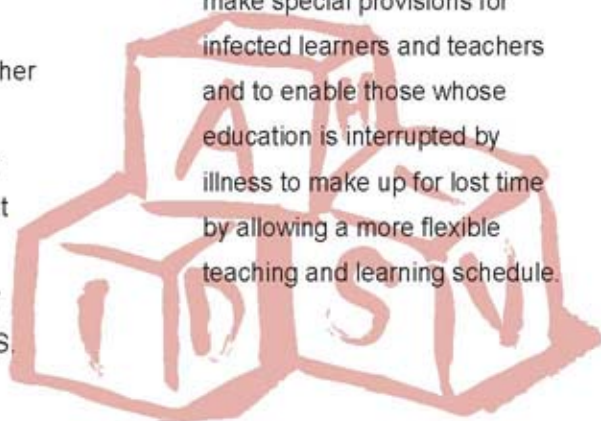 her
t
S.
make special provisions for
infected learners and teachers
and to enable those whose
education is interrupted by
illness to make up for lost time
by allowing a more flexible
teaching and learning schedule.
A H
I D S V
I